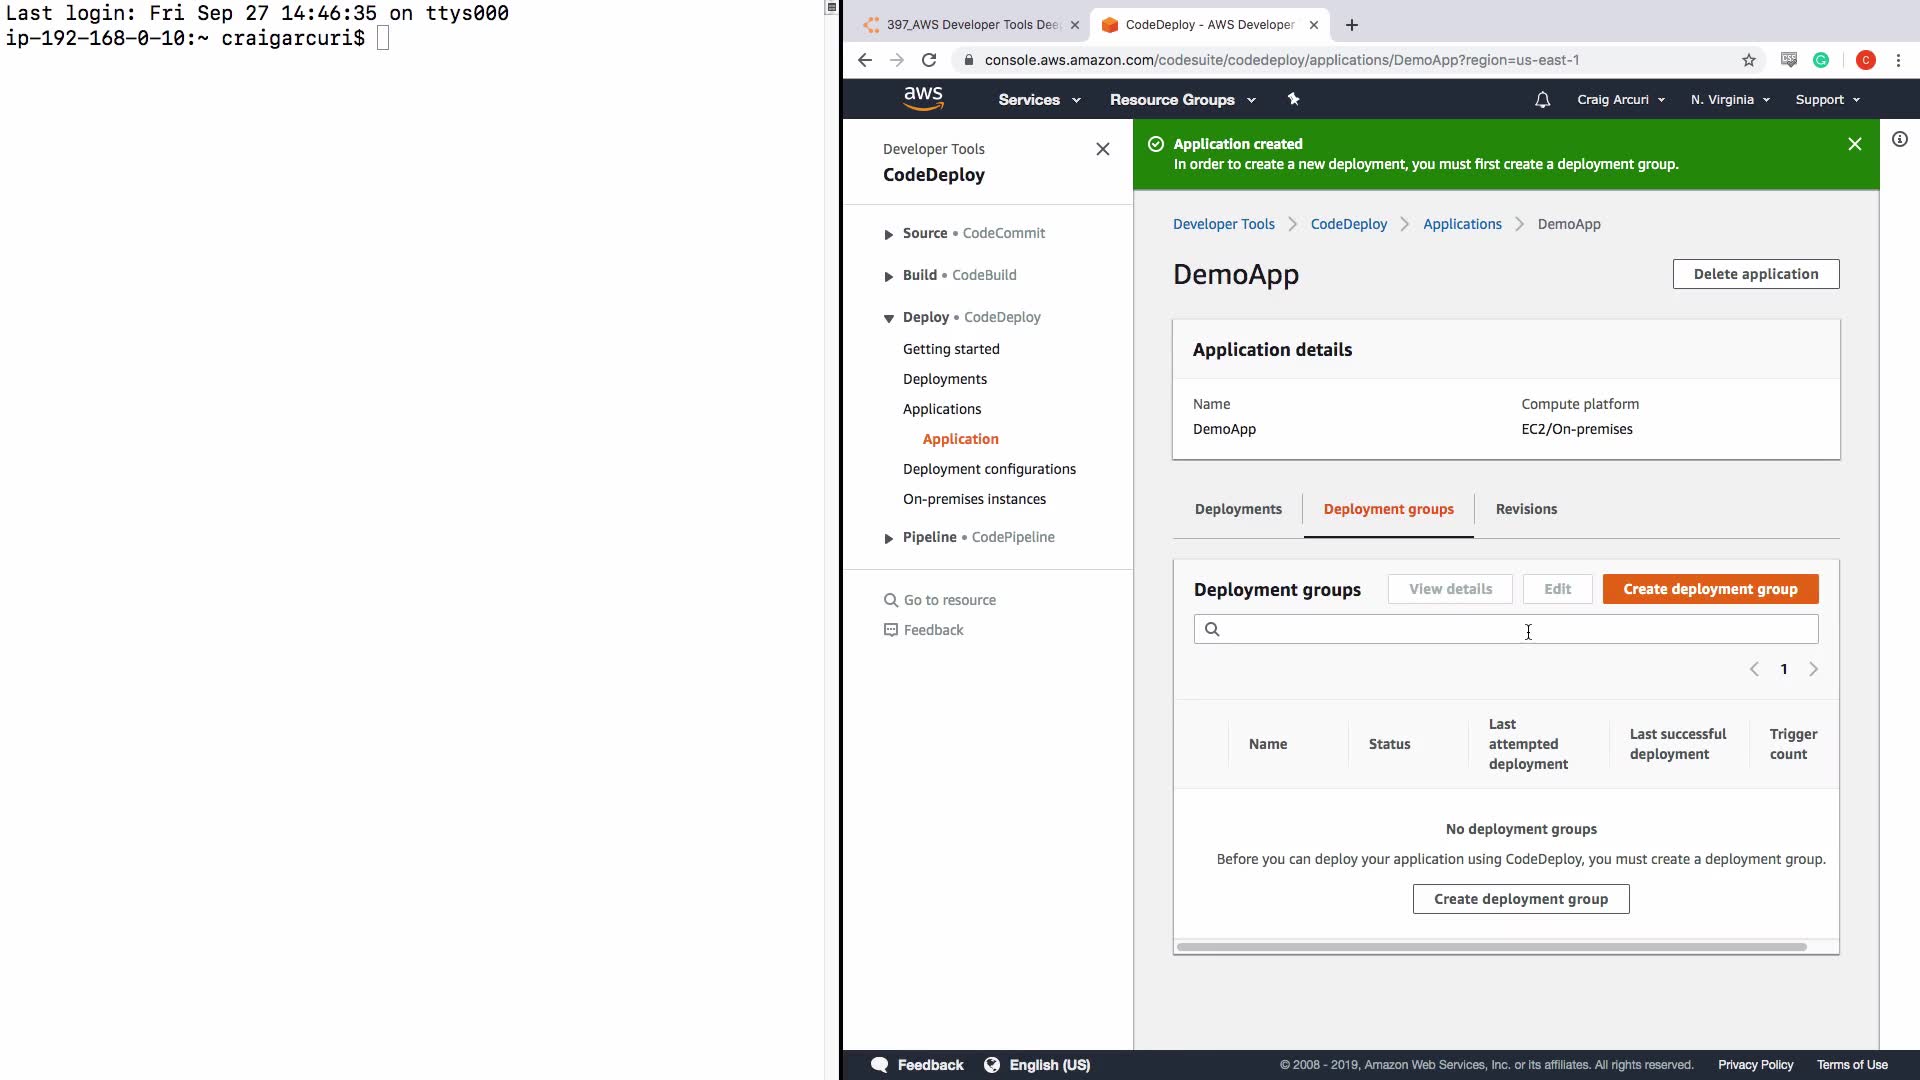 Last login: Fri Sep 27 14:46:35 on ttys000
ip-192-168-0-10:~ craigarcuri$
397_AWS Developer Tools Dee
CodeDeploy - AWS Developer
console.aws.amazon.com/codesuite/codedeploy/applications/DemoApp?region=us-east-1
CSS
G
C
aws
Services
Resource Groups
Craig Arcuri
N. Virginia
Support
Developer Tools
CodeDeploy
Source • CodeCommit
Build • CodeBuild
Deploy • CodeDeploy
Getting started
Deployments
Applications
Application
Deployment configurations
On-premises instances
Pipeline • CodePipeline
Go to resource
Feedback
Application created
In order to create a new deployment, you must first create a deployment group.
Developer Tools
CodeDeploy
Applications
DemoApp
DemoApp
Delete application
Application details
Name
Compute platform
DemoApp
EC2/On-premises
Deployments
Deployment groups
Revisions
Deployment groups
View details
Edit
Create deployment group
1
Name
Status
Last attempted deployment
Last successful deployment
Trigger count
No deployment groups
Before you can deploy your application using CodeDeploy, you must create a deployment group.
Create deployment group
Feedback
English (US)
© 2008 - 2019, Amazon Web Services, Inc. or its affiliates. All rights reserved.
Privacy Policy
Terms of Use